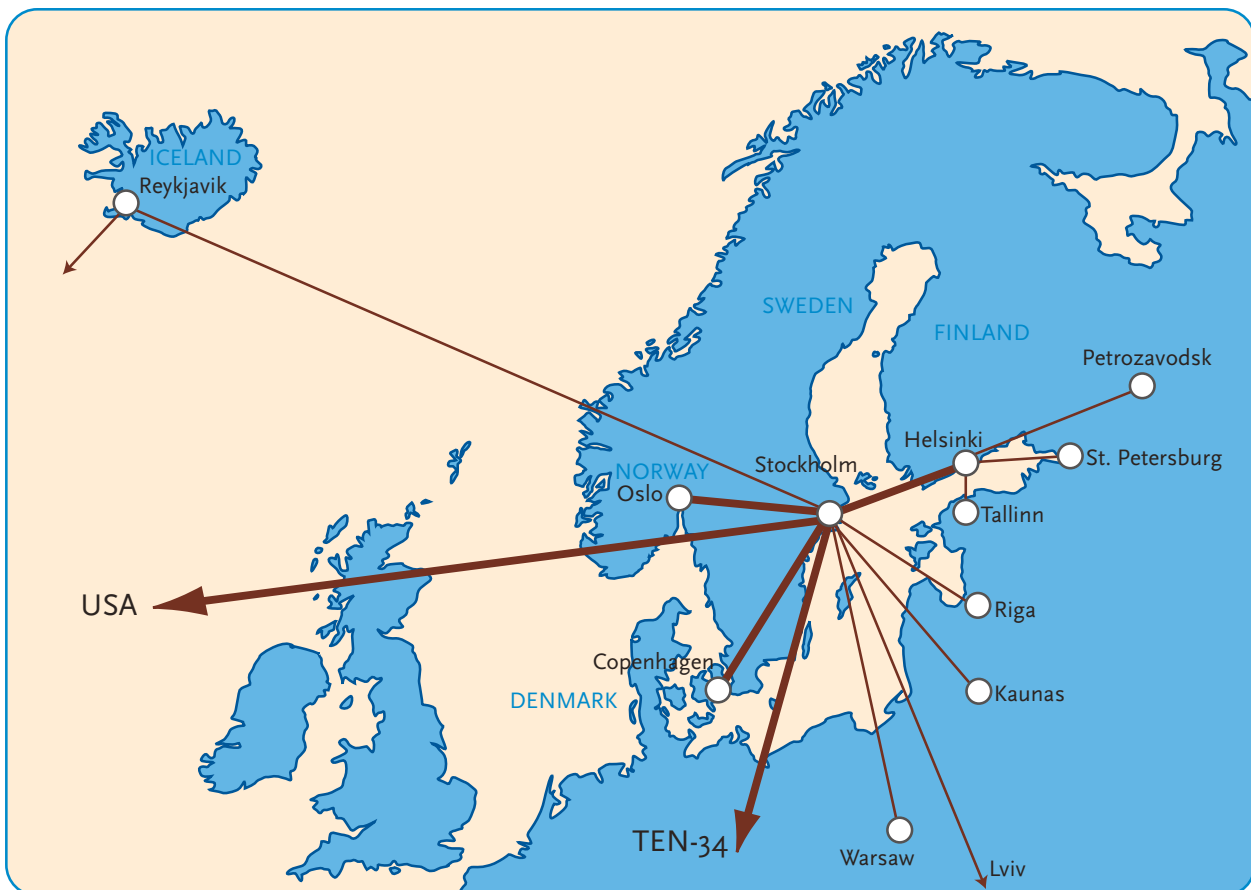 ICELAND
Reykjavik
SWEDEN
FINLAND
Petrozavodsk
Helsinki
St. Petersburg
Stockholm
NORWAY
Oslo
Tallinn
USA
Riga
Copenhagen
DENMARK
Kaunas
TEN-34
Warsaw
Lviv